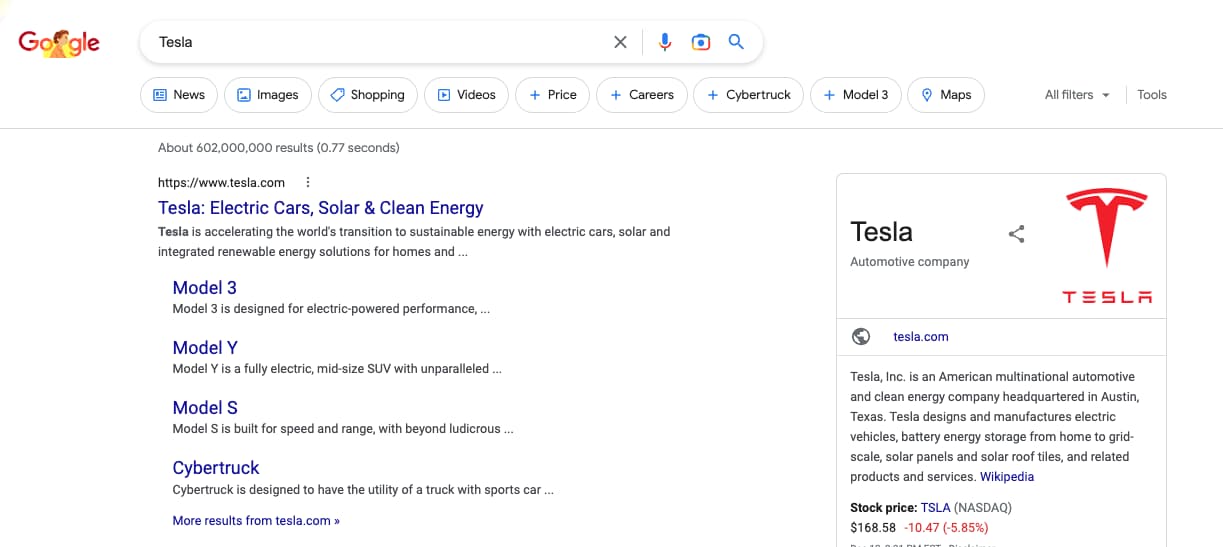 Google
Tesla
News
Images
Shopping
Videos
Price
Careers
Cybertruck
Model 3
Maps
All filters
Tools
About 602,000,000 results (0.77 seconds)
https://www.tesla.com
Tesla: Electric Cars, Solar & Clean Energy
Tesla is accelerating the world's transition to sustainable energy with electric cars, solar and
integrated renewable energy solutions for homes and ...
Model 3
Model 3 is designed for electric-powered performance, ...
Model Y
Model Y is a fully electric, mid-size SUV with unparalleled ...
Model S
Model S is built for speed and range, with beyond ludicrous ...
Cybertruck
Cybertruck is designed to have the utility of a truck with sports car ...
More results from tesla.com »
Tesla
Automotive company
TESLA
tesla.com
Tesla, Inc. is an American multinational automotive
and clean energy company headquartered in Austin,
Texas. Tesla designs and manufactures electric
vehicles, battery energy storage from home to grid-
scale, solar panels and solar roof tiles, and related
products and services. Wikipedia
Stock price: TSLA (NASDAQ)
$168.58 -10.47 (-5.85%)